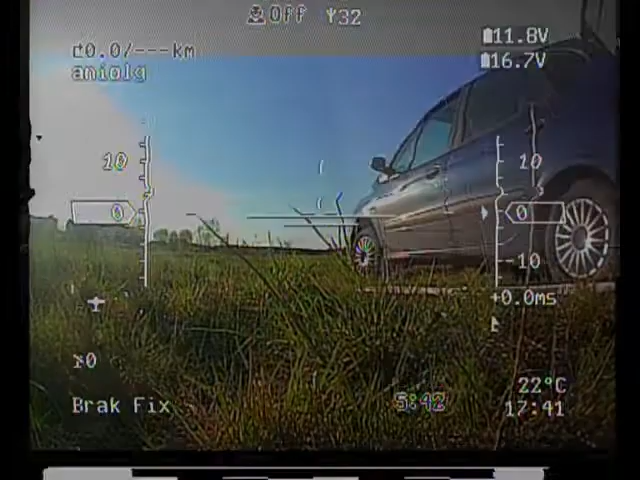 Off 32
0.0/---km
11.8V
aniolg
16.7V
10 10
0 0
-10
+0.0ms
0
22°C
Brak Fix 5:42 17:41